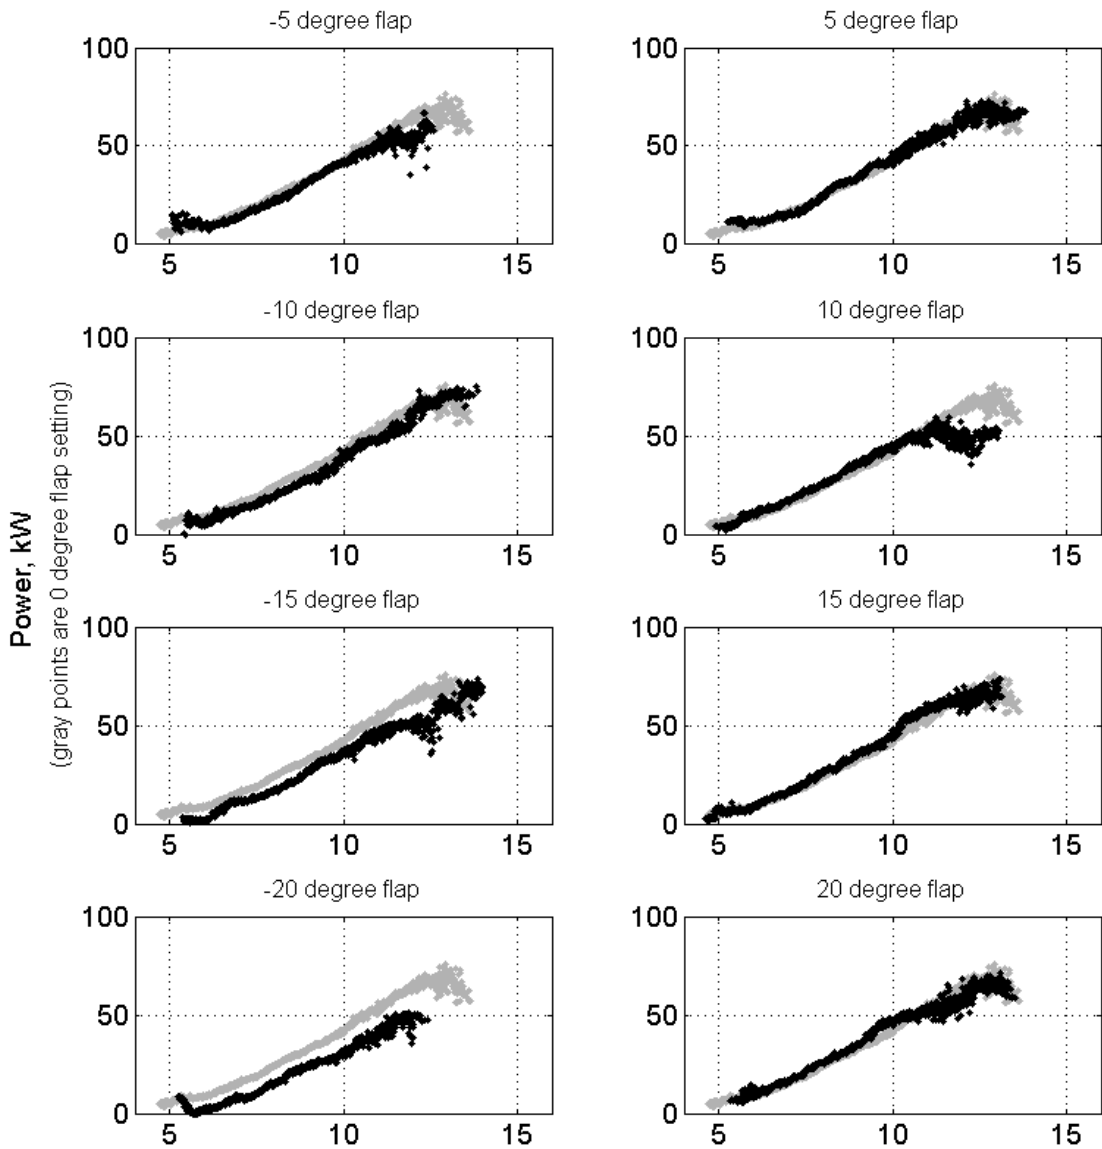 -5 degree flap
100
50
0
5 10 15
5 degree flap
100
50
0
5 10 15
-10 degree flap
100
50
0
5 10 15
10 degree flap
100
50
0
5 10 15
Power, kW
(gray points are 0 degree flap setting)
-15 degree flap
100
50
0
5 10 15
15 degree flap
100
50
0
5 10 15
-20 degree flap
100
50
0
5 10 15
20 degree flap
100
50
0
5 10 15